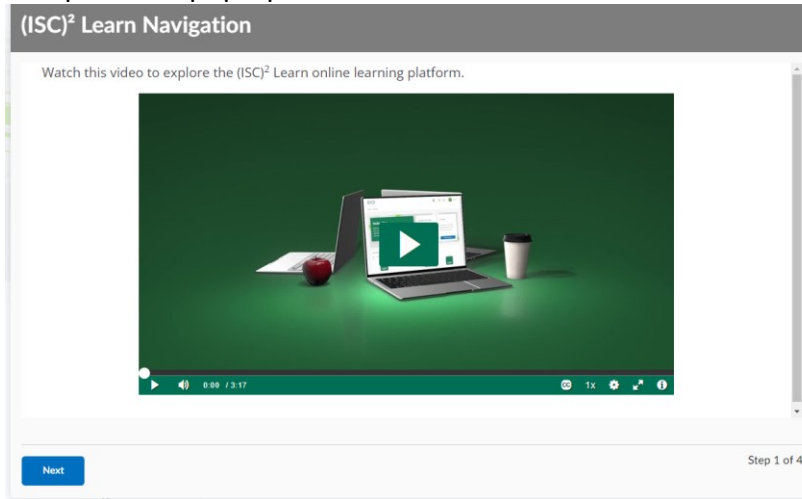 (ISC)² Learn Navigation
Watch this video to explore the (ISC)² Learn online learning platform.
0:00 / 3:17
CC 1x
Next
Step 1 of 4